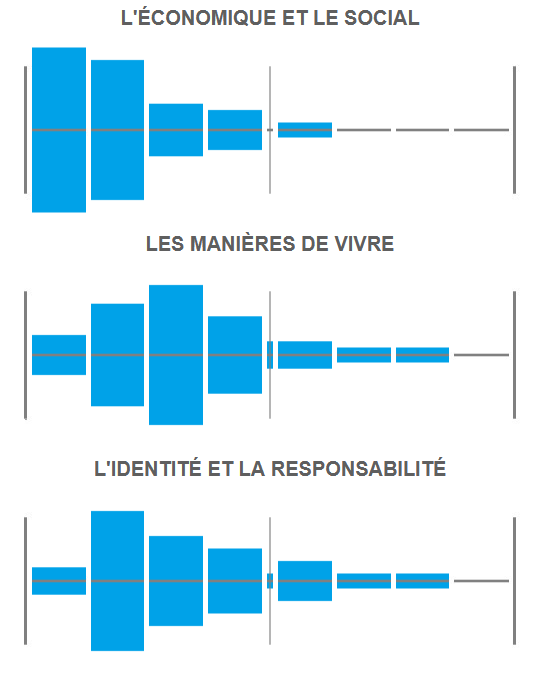 L'ÉCONOMIQUE ET LE SOCIAL
LES MANIÈRES DE VIVRE
L'IDENTITÉ ET LA RESPONSABILITÉ